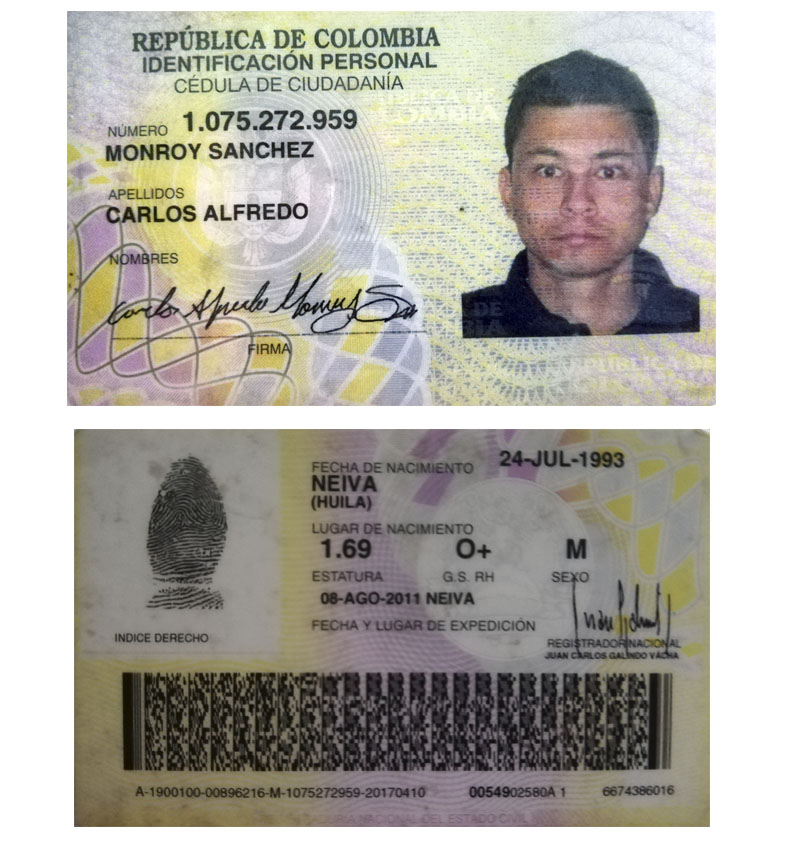 REPÚBLICA DE COLOMBIA
IDENTIFICACIÓN PERSONAL
CÉDULA DE CIUDADANÍA
NÚMERO 1.075.272.959
MONROY SANCHEZ
APELLIDOS
CARLOS ALFREDO
NOMBRES
FIRMA
FECHA DE NACIMIENTO 24-JUL-1993
NEIVA
(HUILA)
LUGAR DE NACIMIENTO
1.69 O+ M
ESTATURA G.S. RH SEXO
08-AGO-2011 NEIVA
FECHA Y LUGAR DE EXPEDICIÓN
INDICE DERECHO
REGISTRADOR NACIONAL
JUAN CARLOS GALINDO VACHA
A-1900100-00896216-M-1075272959-20170410 0054902580A 1 6674386016